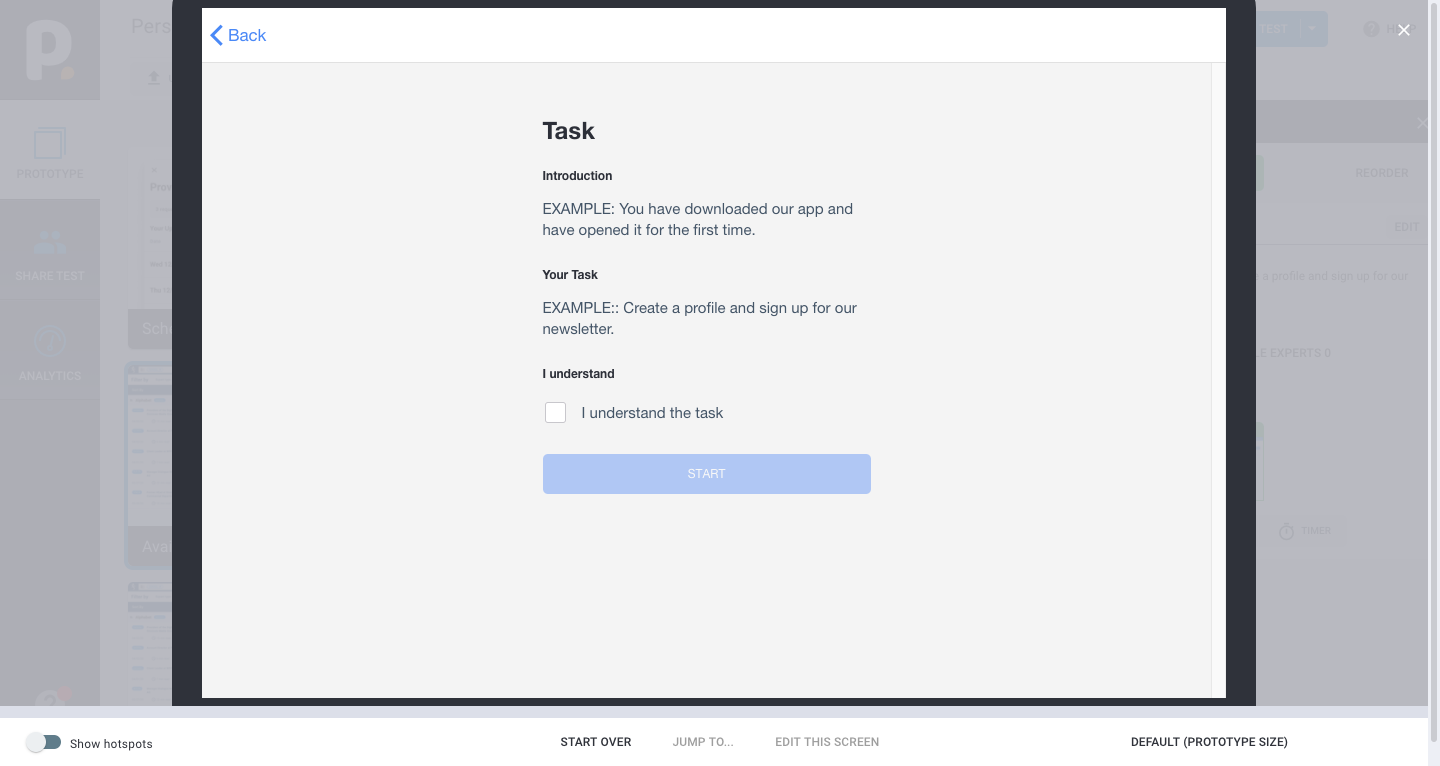 Back
Task
Introduction
EXAMPLE: You have downloaded our app and
have opened it for the first time.
Your Task
EXAMPLE:: Create a profile and sign up for our
newsletter.
I understand
I understand the task
START
PROTOTYPE
SHARE TEST
ANALYTICS
Pers
TEST
REORDER
EDIT
a profile and sign up for our
LE EXPERTS 0
TIMER
Show hotspots
START OVER
JUMP TO...
EDIT THIS SCREEN
DEFAULT (PROTOTYPE SIZE)